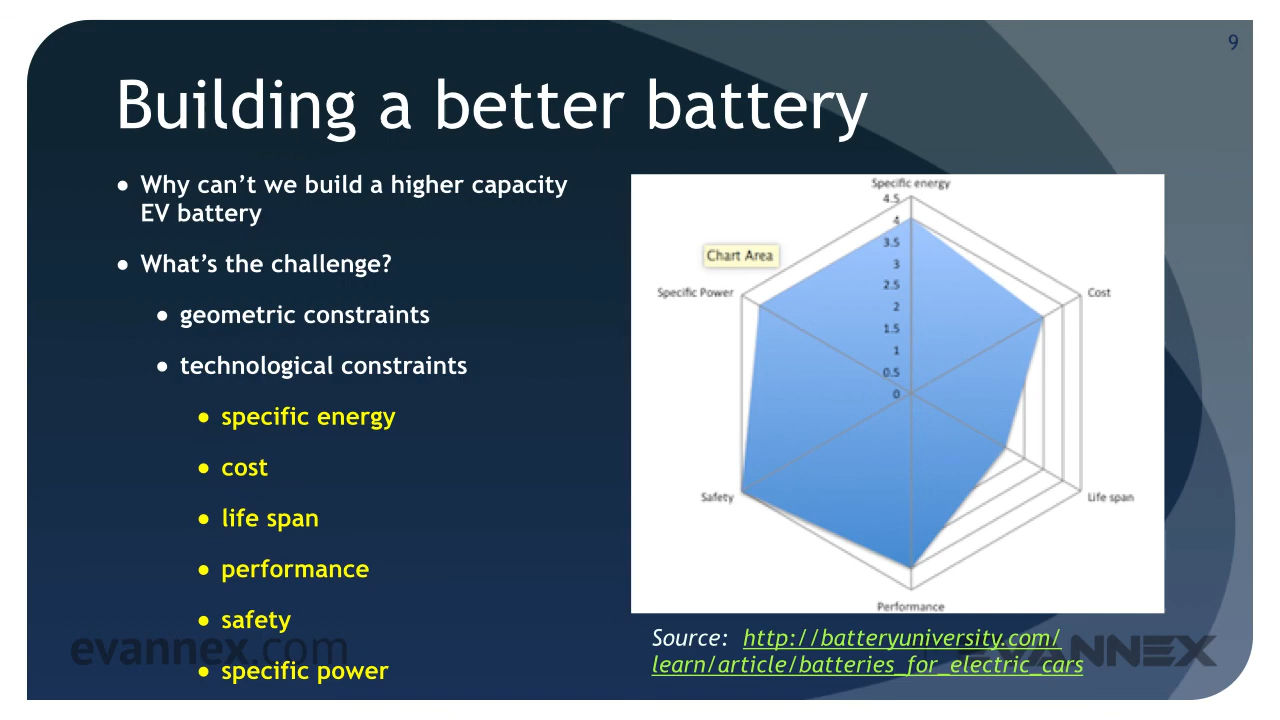 9
Building a better battery
● Why can’t we build a higher capacity
EV battery
● What’s the challenge?
● geometric constraints
● technological constraints
● specific energy
● cost
● life span
● performance
● safety
● specific power
Specific energy
4.5
4
3.5
3
2.5
2
1.5
1
0.5
0
Chart Area
Specific Power
Cost
Safety
Life span
Performance
Source: http://batteryuniversity.com/
learn/article/batteries_for_electric_cars
evannex.com
EVANNEX